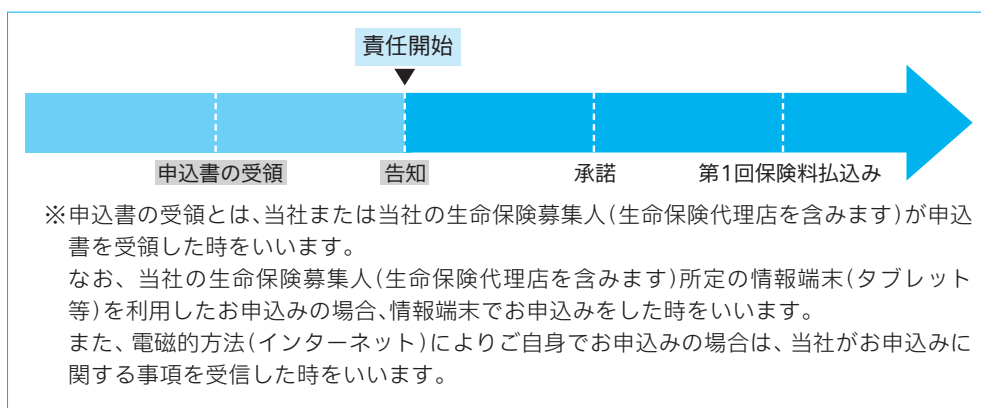 責任開始
申込書の受領 告知 承諾 第1回保険料払込み
※申込書の受領とは、当社または当社の生命保険募集人(生命保険代理店を含みます)が申込
書を受領した時をいいます。
なお、当社の生命保険募集人(生命保険代理店を含みます)所定の情報端末(タブレット
等)を利用したお申込みの場合、情報端末でお申込みをした時をいいます。
また、電磁的方法(インターネット)によりご自身でお申込みの場合は、当社がお申込みに
関する事項を受信した時をいいます。